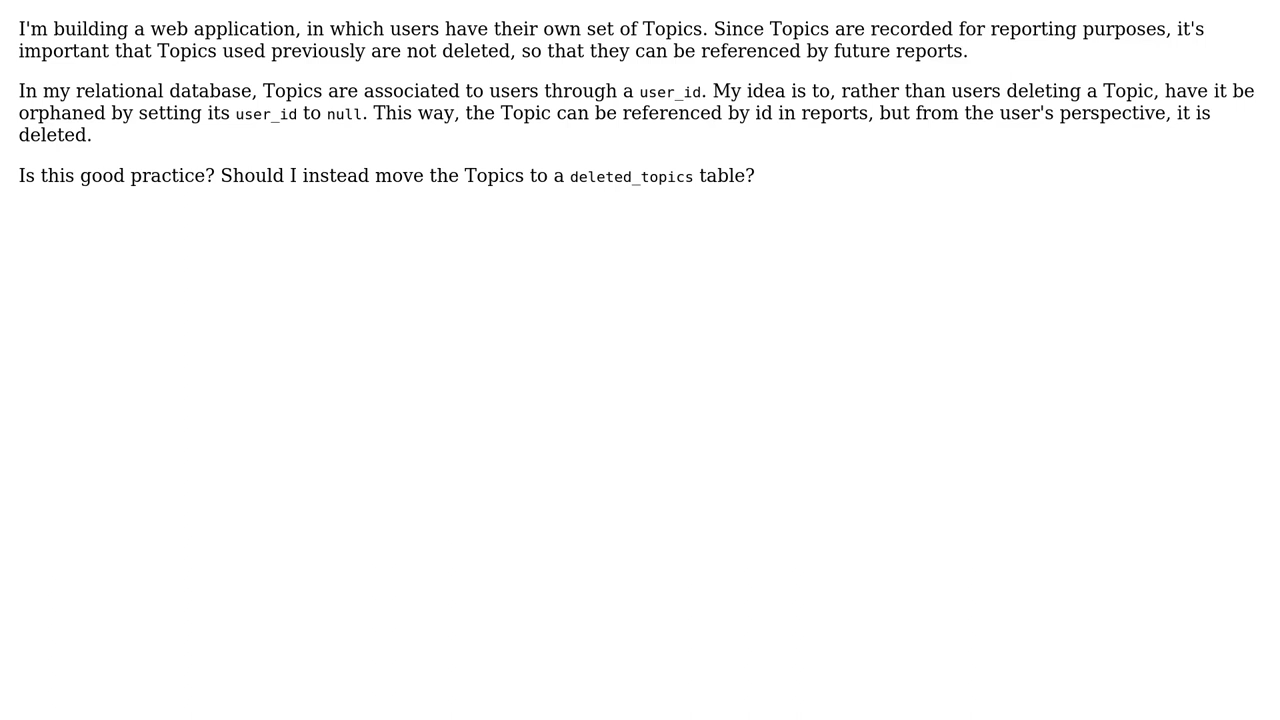 I'm building a web application, in which users have their own set of Topics. Since Topics are recorded for reporting purposes, it's
important that Topics used previously are not deleted, so that they can be referenced by future reports.
In my relational database, Topics are associated to users through a user_id. My idea is to, rather than users deleting a Topic, have it be
orphaned by setting its user_id to null. This way, the Topic can be referenced by id in reports, but from the user's perspective, it is
deleted.
Is this good practice? Should I instead move the Topics to a deleted_topics table?